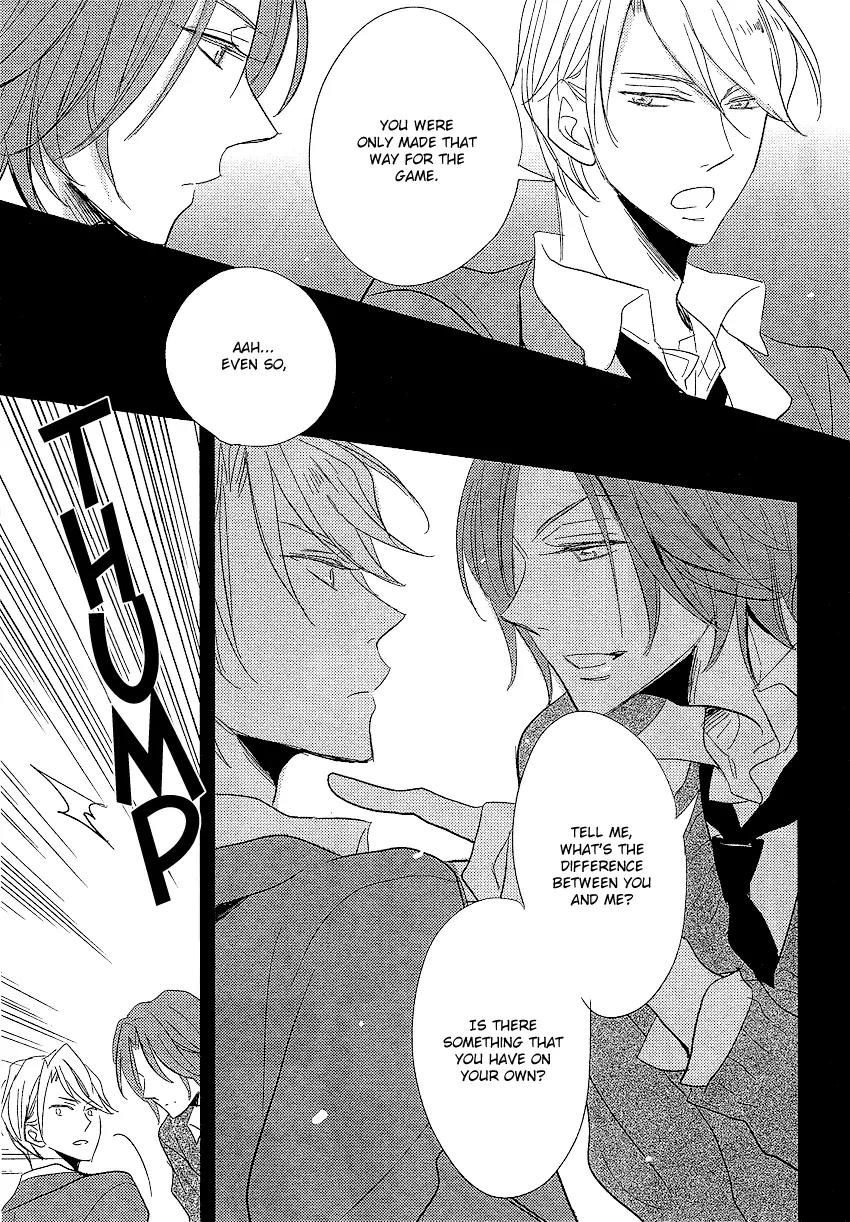 YOU WERE
ONLY MADE THAT
WAY FOR THE
GAME.
AAH...
EVEN SO,
TELL ME,
WHAT'S THE
DIFFERENCE
BETWEEN YOU
AND ME?
IS THERE
SOMETHING THAT
YOU HAVE ON
YOUR OWN?
THUMP